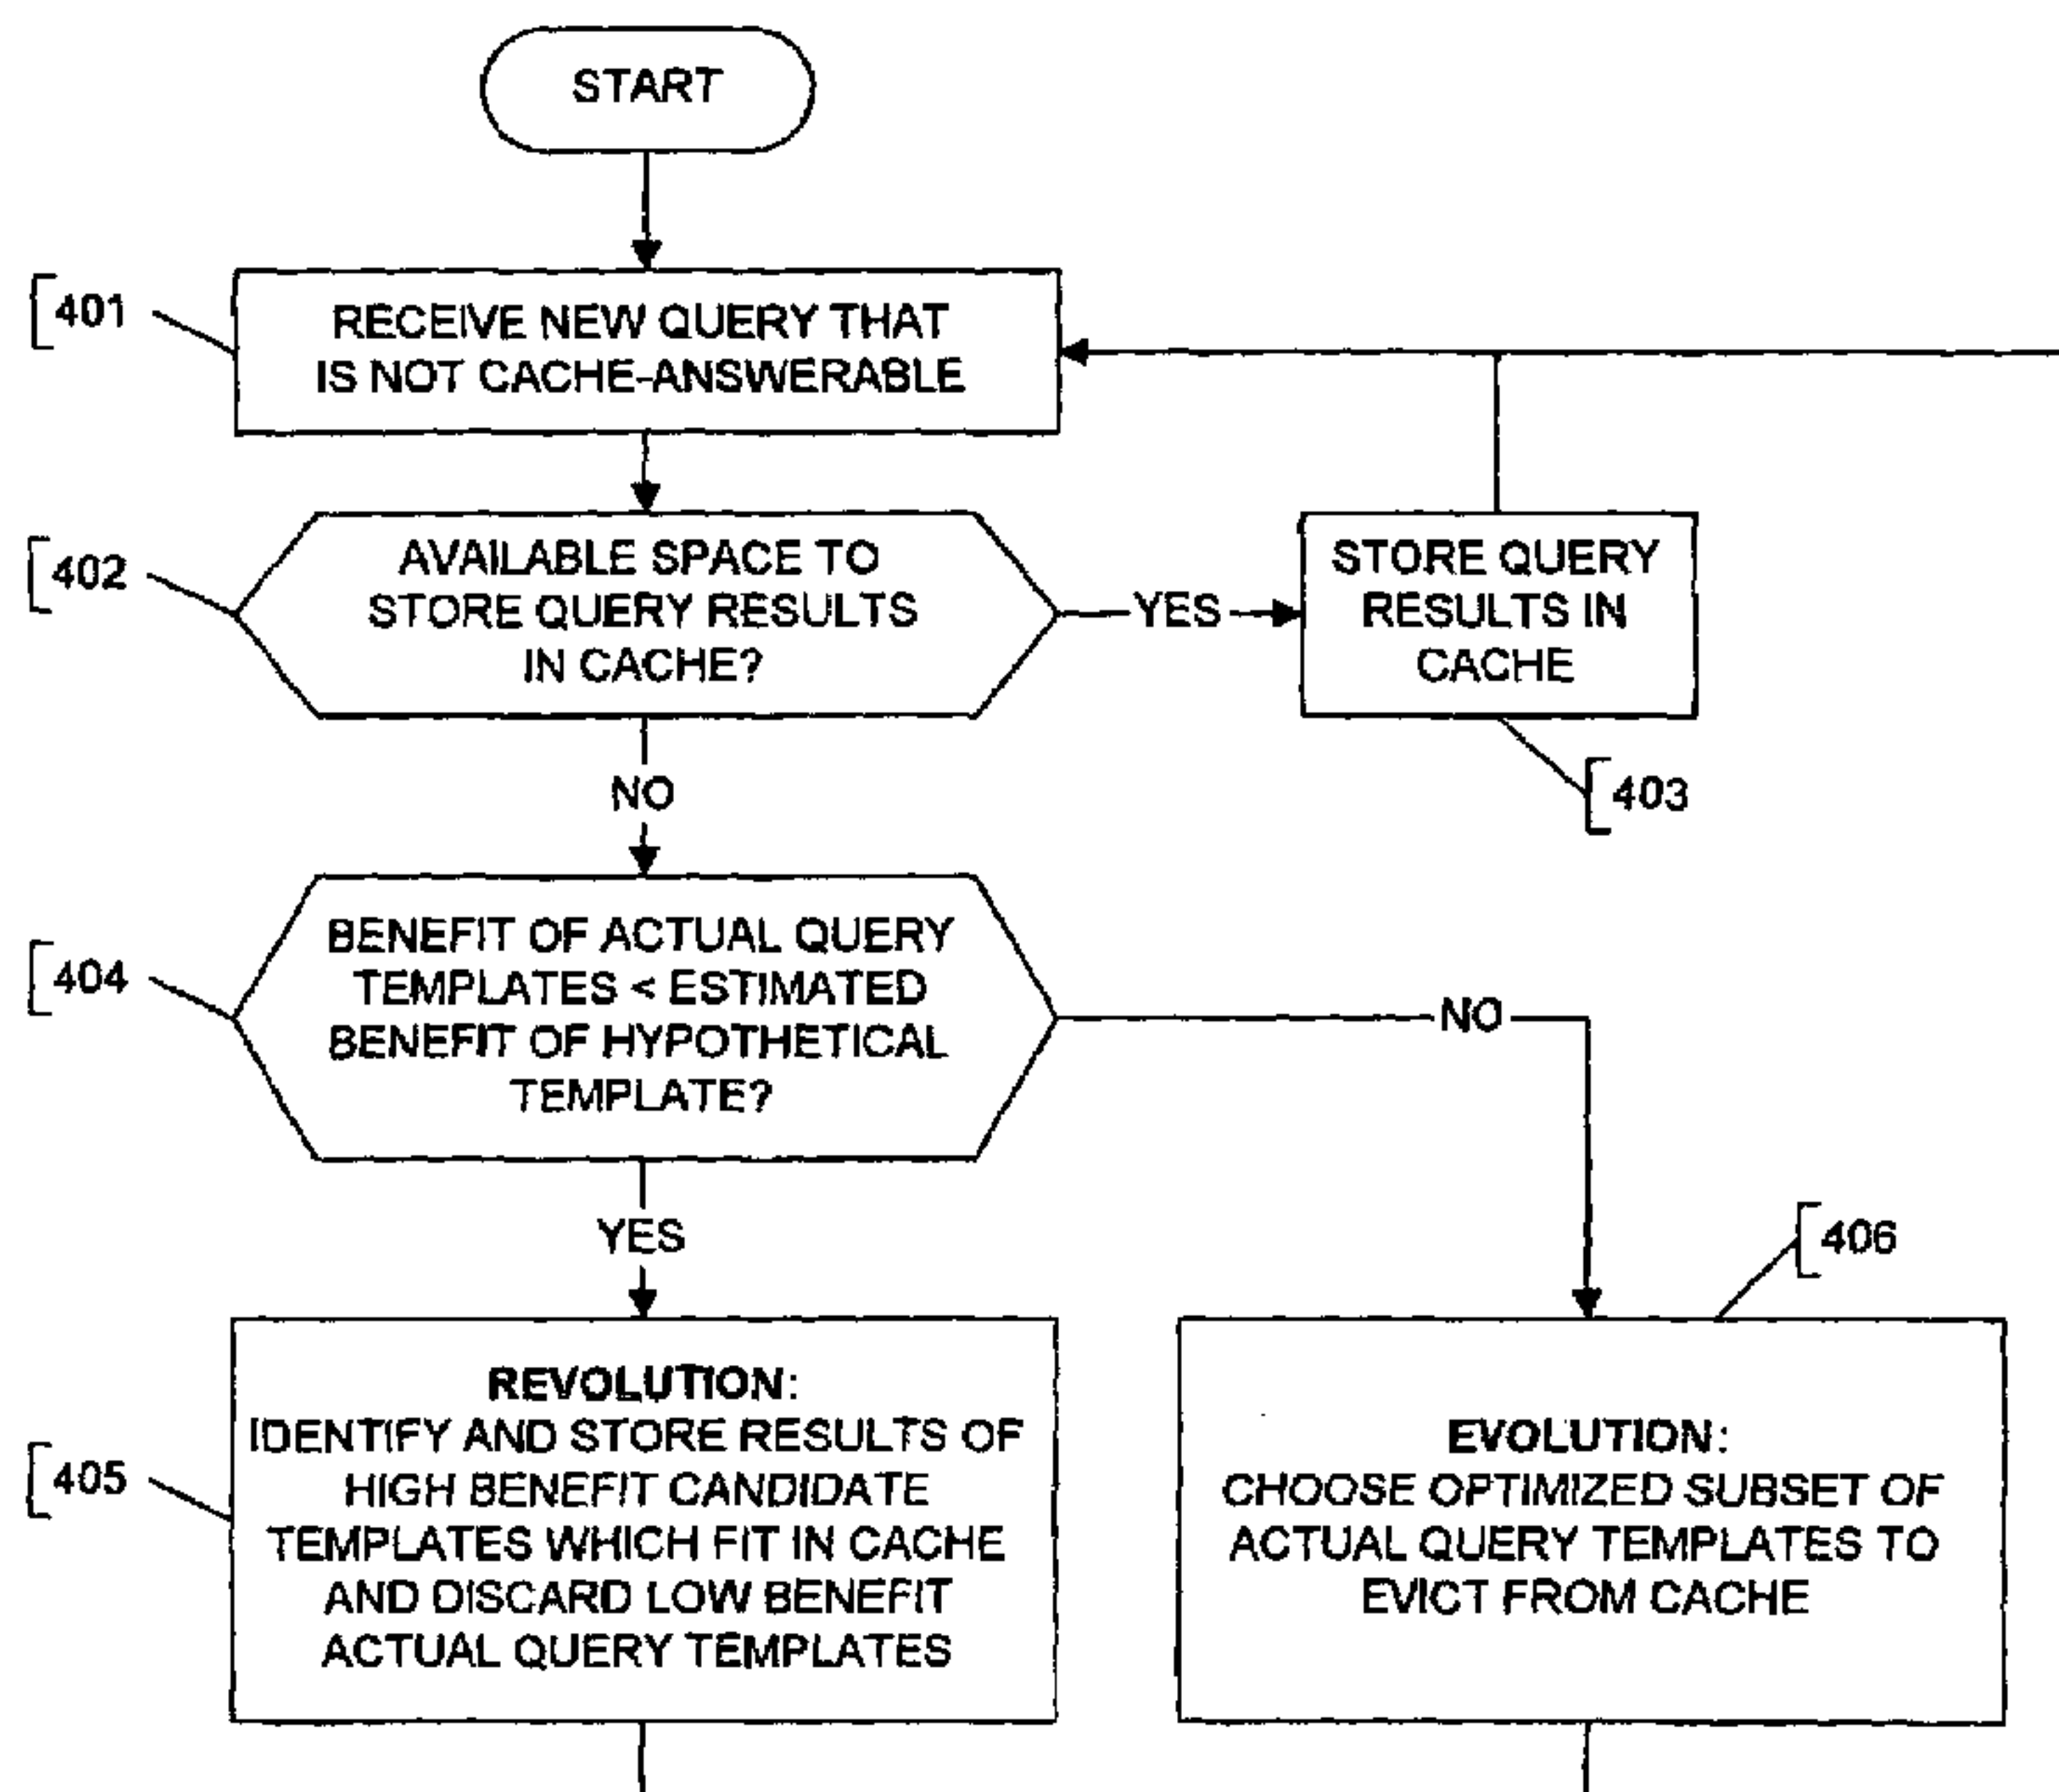 START
401
RECEIVE NEW QUERY THAT
IS NOT CACHE-ANSWERABLE
402
AVAILABLE SPACE TO
STORE QUERY RESULTS
IN CACHE?
YES
STORE QUERY
RESULTS IN
CACHE
403
NO
404
BENEFIT OF ACTUAL QUERY
TEMPLATES < ESTIMATED
BENEFIT OF HYPOTHETICAL
TEMPLATE?
NO
YES
406
405
REVOLUTION:
IDENTIFY AND STORE RESULTS OF
HIGH BENEFIT CANDIDATE
TEMPLATES WHICH FIT IN CACHE
AND DISCARD LOW BENEFIT
ACTUAL QUERY TEMPLATES
EVOLUTION:
CHOOSE OPTIMIZED SUBSET OF
ACTUAL QUERY TEMPLATES TO
EVICT FROM CACHE